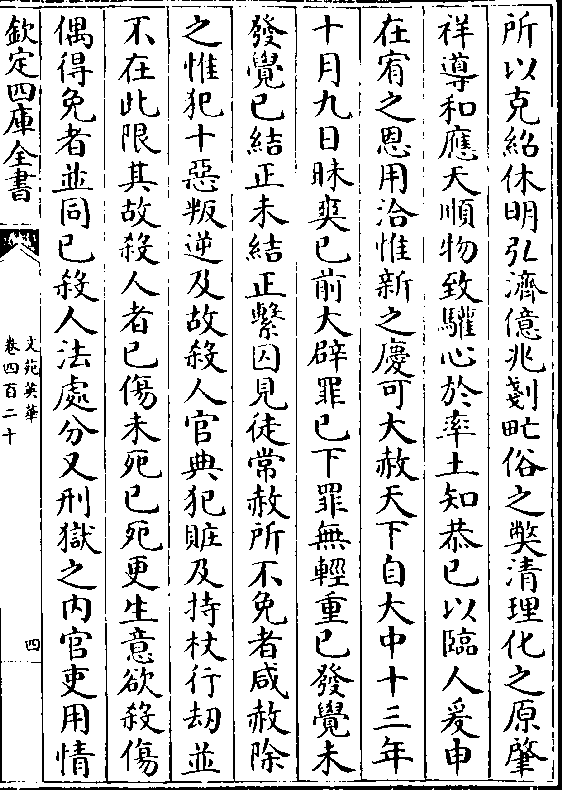 所以克紹休明弘濟億兆剗甿俗之獘清理化之原肇
祥導和應天順物致驩心於率土知恭已以臨人爰申
在宥之恩用洽惟新之慶可大赦天下自大中十三年
十月九日昧爽已前大辟罪已下罪無輕重已發覺未
發覺已結正未結正繫囚見徒常赦所不免者咸赦除
之惟犯十惡叛逆及故殺人官典犯賍及持杖行刼並
不在此限其故殺人者已傷未死已死更生意欲殺傷
偶得免者並同已殺人法處分又刑獄之内官吏用情
欽定四庫全書
文苑英華
卷四百二十
四